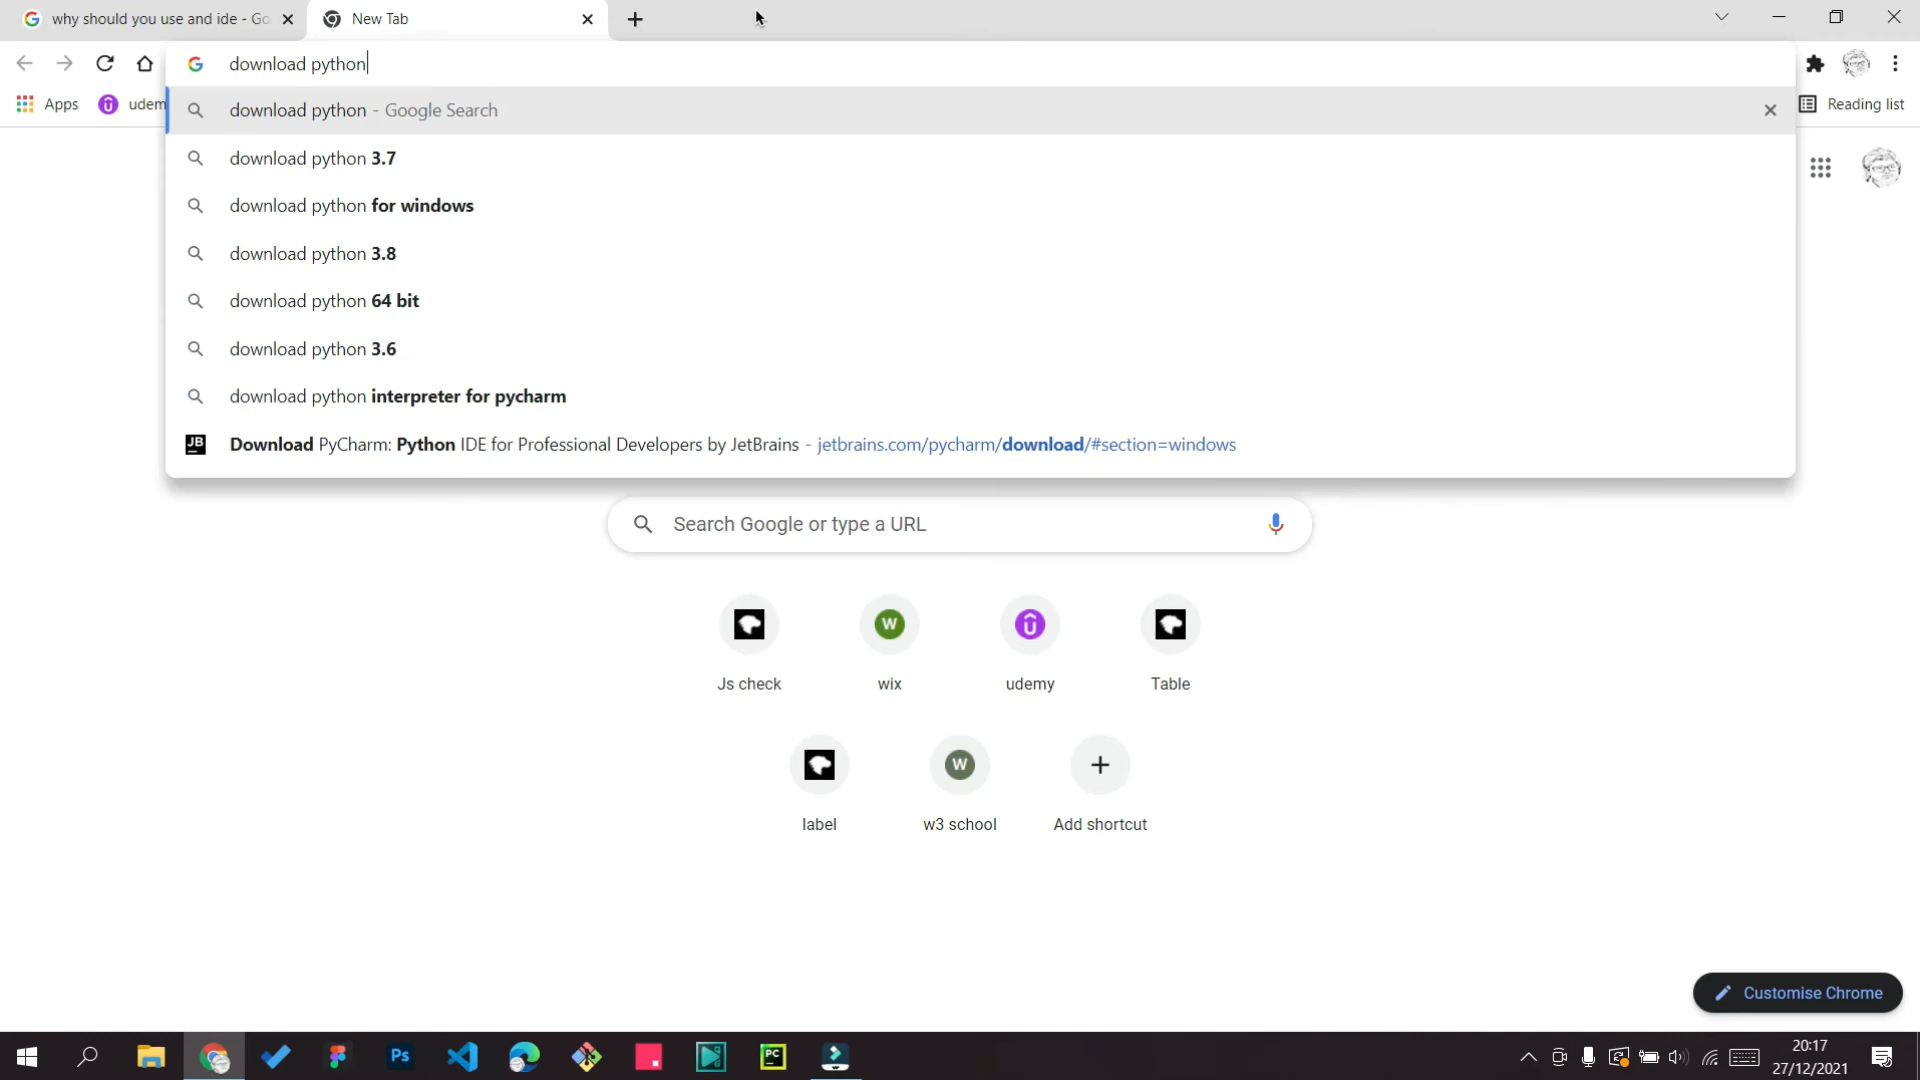 why should you use and ide - Go
New Tab
download python
Apps
udem
Reading list
download python - Google Search
download python 3.7
download python for windows
download python 3.8
download python 64 bit
download python 3.6
download python interpreter for pycharm
JB Download PyCharm: Python IDE for Professional Developers by JetBrains - jetbrains.com/pycharm/download/#section=windows
Search Google or type a URL
W
Js check
wix
udemy
Table
W
label
w3 school
Add shortcut
Customise Chrome
Ps
PC
20:17
27/12/2021